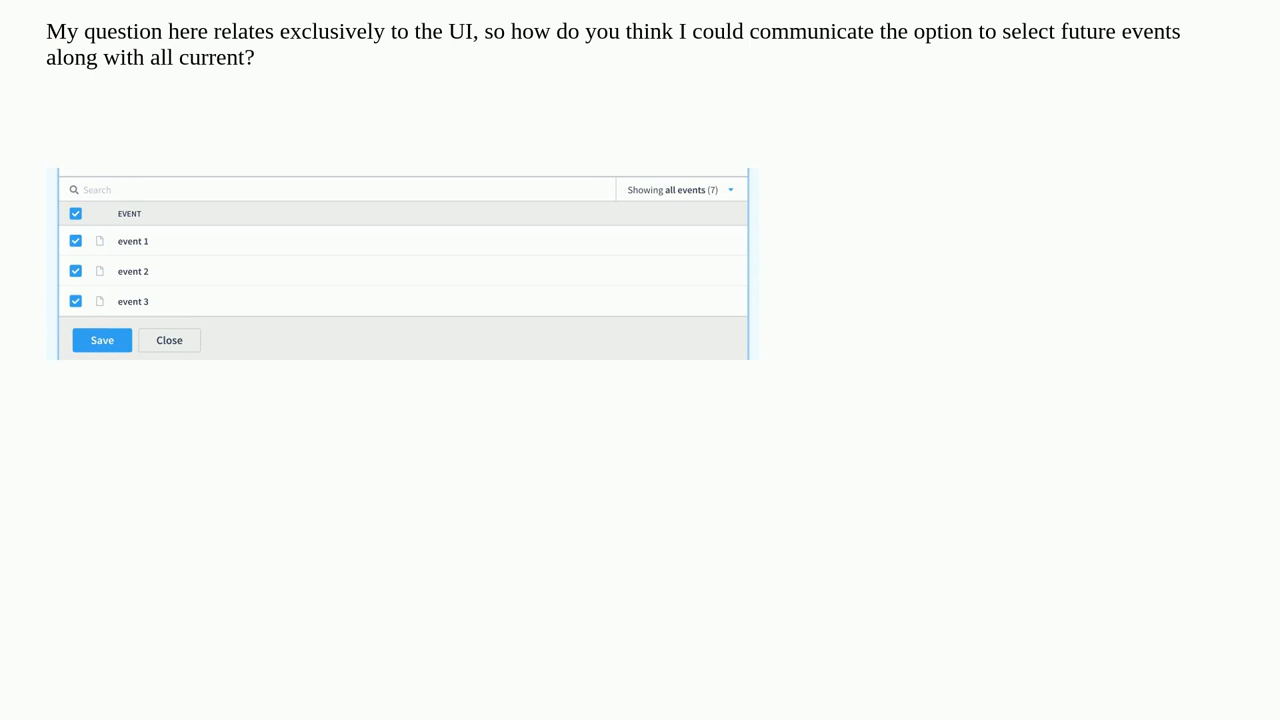 My question here relates exclusively to the UI, so how do you think I could communicate the option to select future events
along with all current?
Search
Showing all events (7)
EVENT
event 1
event 2
event 3
Save
Close